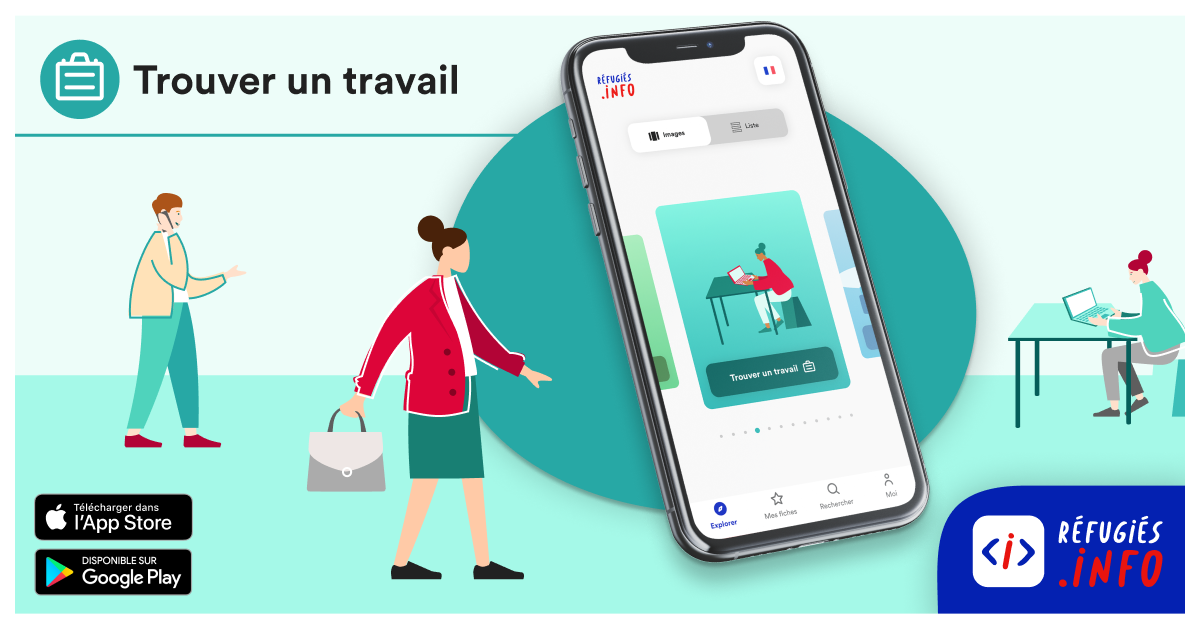 Trouver un travail
RÉFUGIÉS
.INFO
Images
Liste
Trouver un travail
Explorer
Mes fiches
Rechercher
Moi
Télécharger dans
l'App Store
DISPONIBLE SUR
Google Play
<i>
RÉFUGIÉS
.INFO